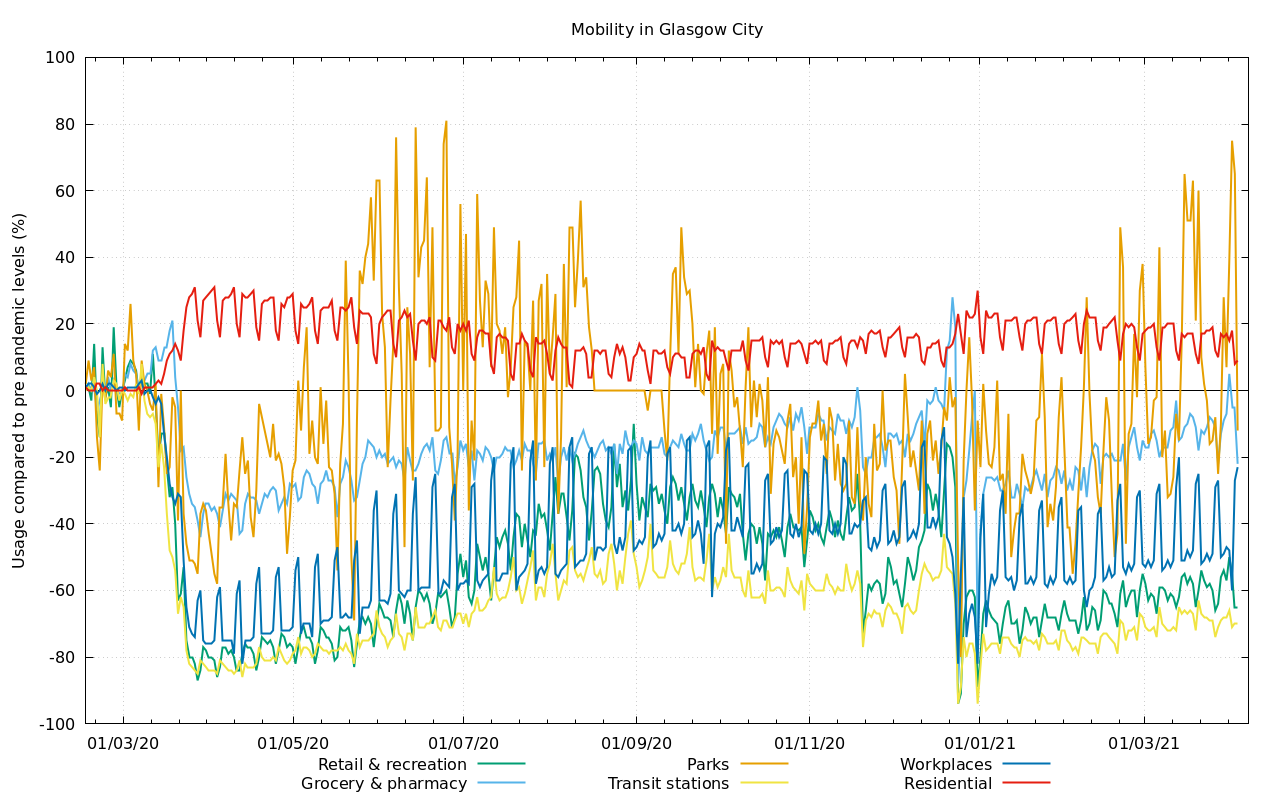 Mobility in Glasgow City
Usage compared to pre pandemic levels (%)
100
80
60
40
20
0
-20
-40
-60
-80
-100
01/03/20 01/05/20 01/07/20 01/09/20 01/11/20 01/01/21 01/03/21
Retail & recreation Parks Workplaces
Grocery & pharmacy Transit stations Residential